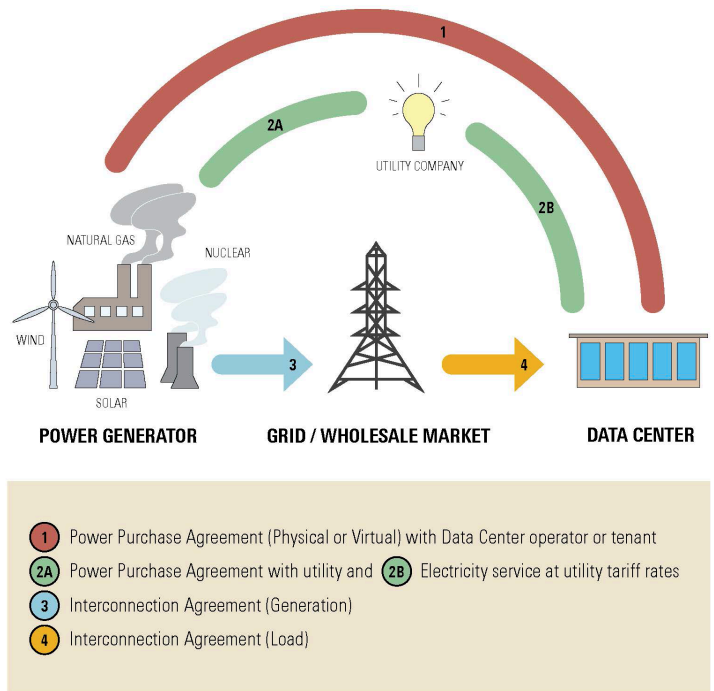 1
2A
UTILITY COMPANY
2B
NATURAL GAS
NUCLEAR
WIND
SOLAR
3
4
POWER GENERATOR
GRID / WHOLESALE MARKET
DATA CENTER
1 Power Purchase Agreement (Physical or Virtual) with Data Center operator or tenant
2A Power Purchase Agreement with utility and 2B Electricity service at utility tariff rates
3 Interconnection Agreement (Generation)
4 Interconnection Agreement (Load)